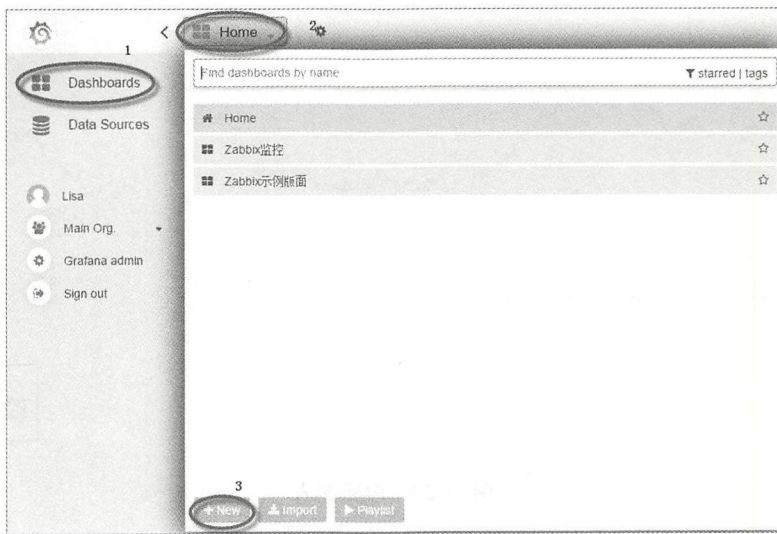 1
Home
2
Dashboards
Find dashboards by name
starred | tags
Data Sources
Home
Zabbix监控
Zabbix示例版面
Lisa
Main Org.
Grafana admin
Sign out
3
+ New
Import
Playlist